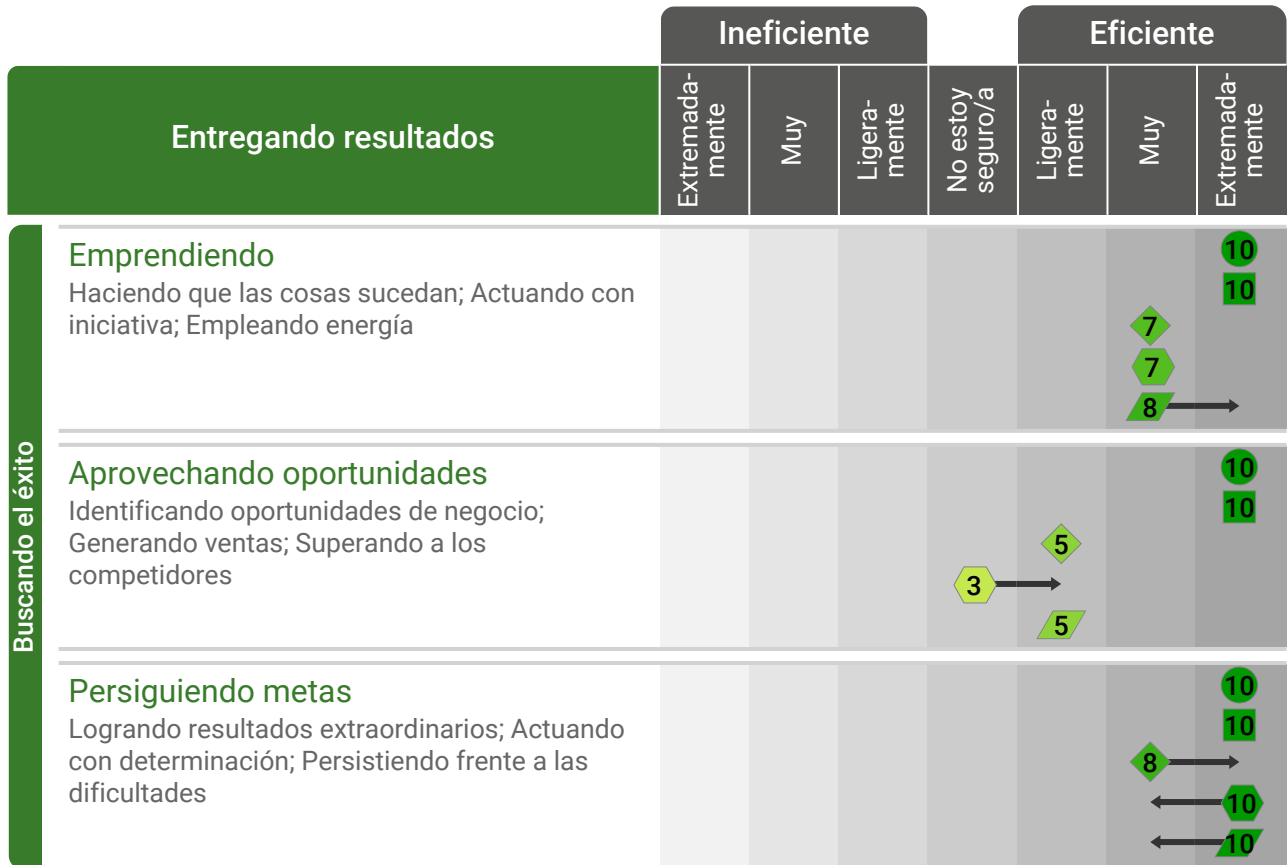 Ineficiente
Eficiente
Entregando resultados
Extremada-
mente
Muy
Ligera-
mente
No estoy
seguro/a
Ligera-
mente
Muy
Extremada-
mente
Buscando el éxito
Emprendiendo
Haciendo que las cosas sucedan; Actuando con
iniciativa; Empleando energía
10
10
7
7
8
Aprovechando oportunidades
Identificando oportunidades de negocio;
Generando ventas; Superando a los
competidores
10
10
5
3
5
Persiguiendo metas
Logrando resultados extraordinarios; Actuando
con determinación; Persistiendo frente a las
dificultades
10
10
8
10
10